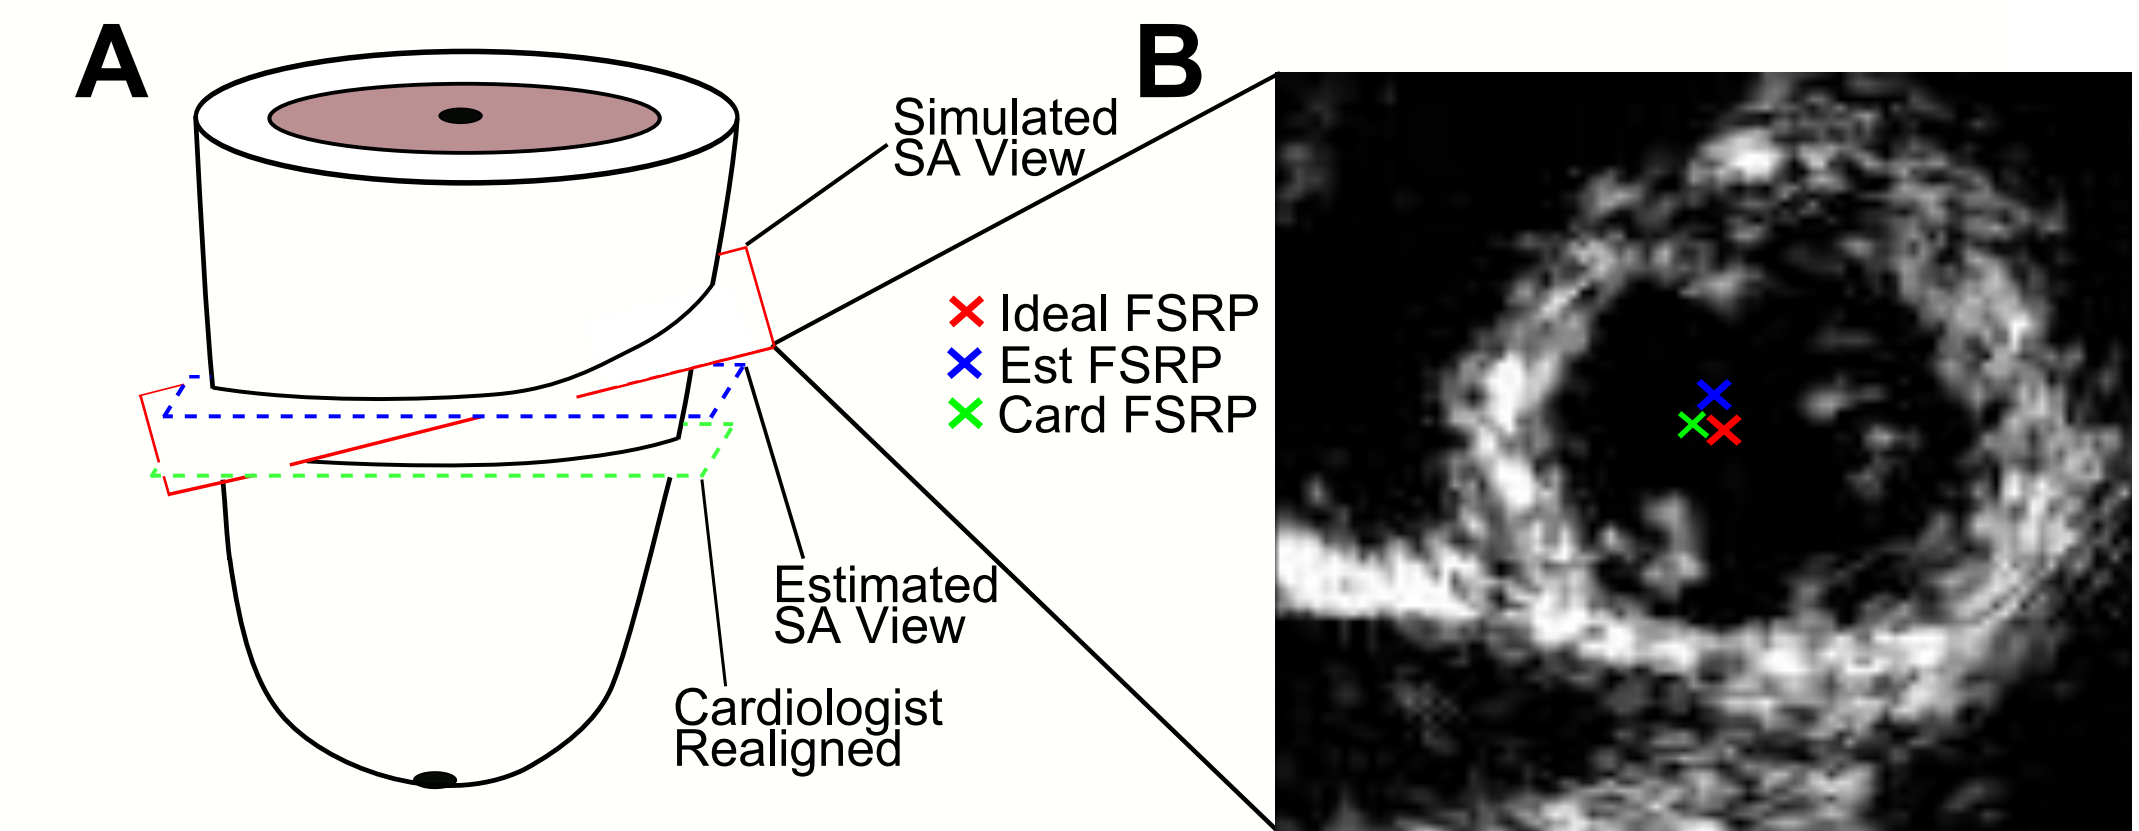 A
B
Simulated
SA View
Ideal FSRP
Est FSRP
Card FSRP
Estimated
SA View
Cardiologist
Realigned